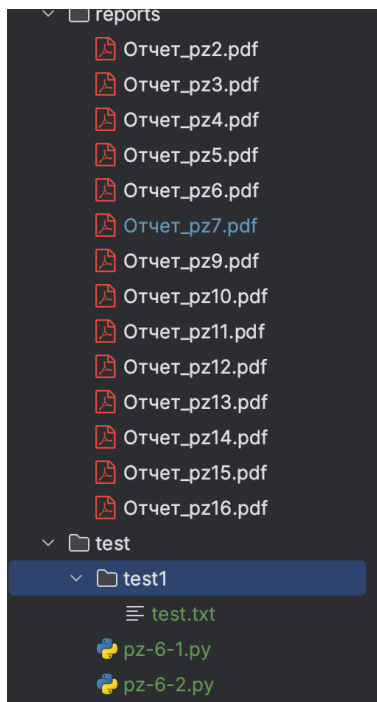 reports
Отчет_pz2.pdf
Отчет_pz3.pdf
Отчет_pz4.pdf
Отчет_pz5.pdf
Отчет_pz6.pdf
Отчет_pz7.pdf
Отчет_pz9.pdf
Отчет_pz10.pdf
Отчет_pz11.pdf
Отчет_pz12.pdf
Отчет_pz13.pdf
Отчет_pz14.pdf
Отчет_pz15.pdf
Отчет_pz16.pdf
test
test1
test.txt
pz-6-1.py
pz-6-2.py